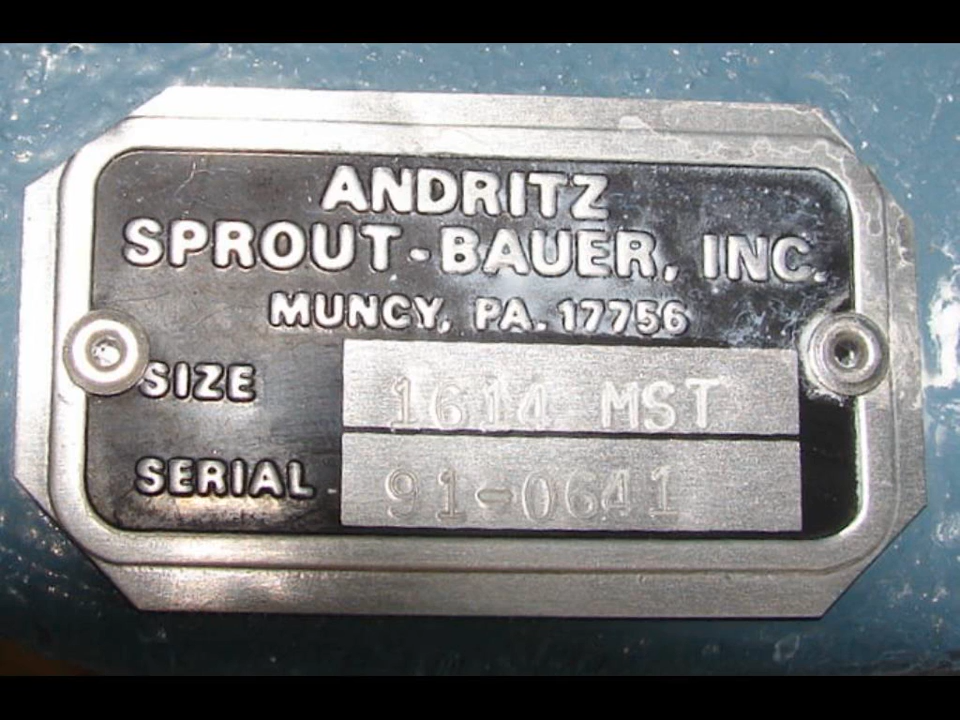 ANDRITZ
SPROUT-BAUER, INC.
MUNCY, PA. 17756
SIZE 1614 MST
SERIAL 91-0641